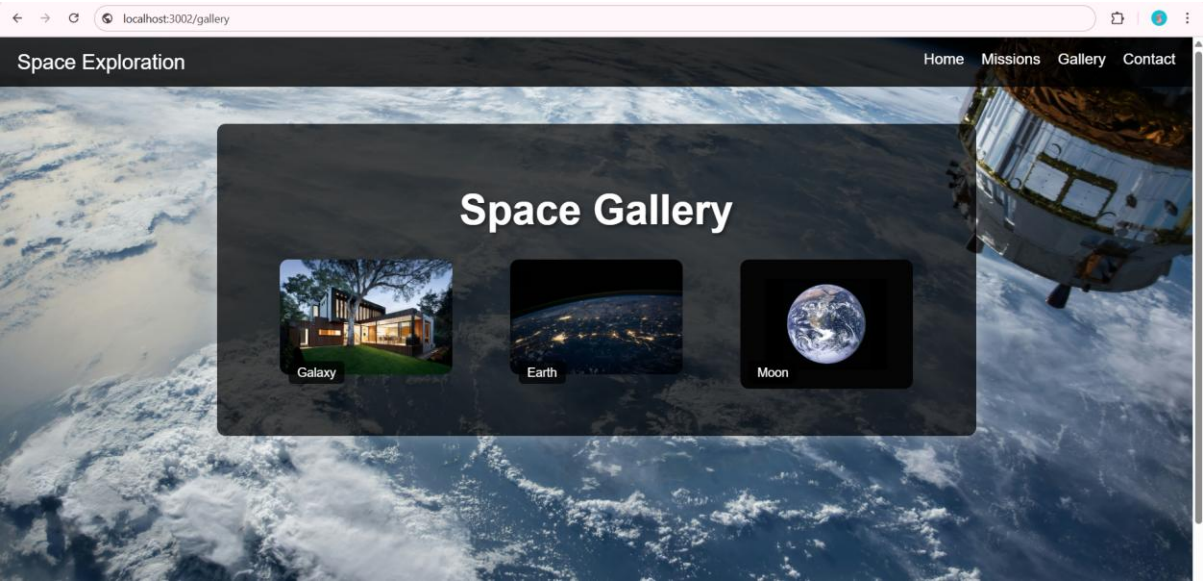 localhost:3002/gallery
Space Exploration
Home Missions Gallery Contact
Space Gallery
Galaxy Earth Moon